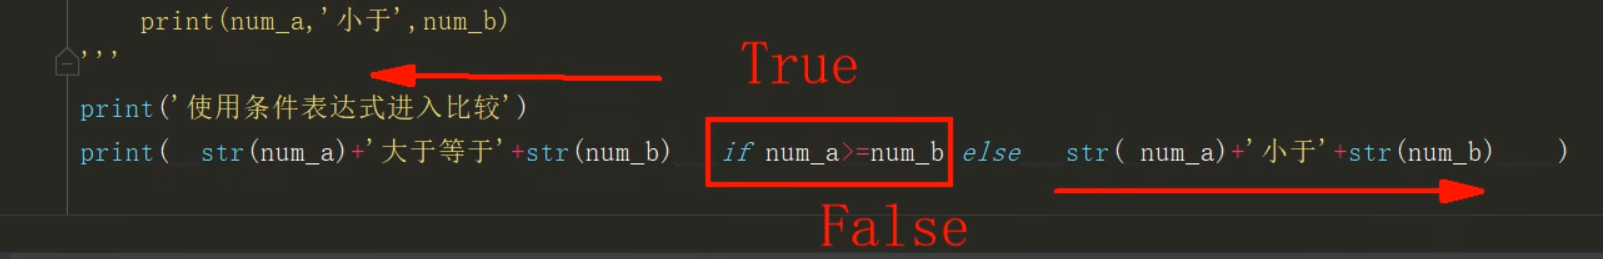 print(num_a,'小于',num_b)
'''
True
print('使用条件表达式进入比较')
print( str(num_a)+'大于等于'+str(num_b) if num_a>=num_b else str( num_a)+'小于'+str(num_b) )
False